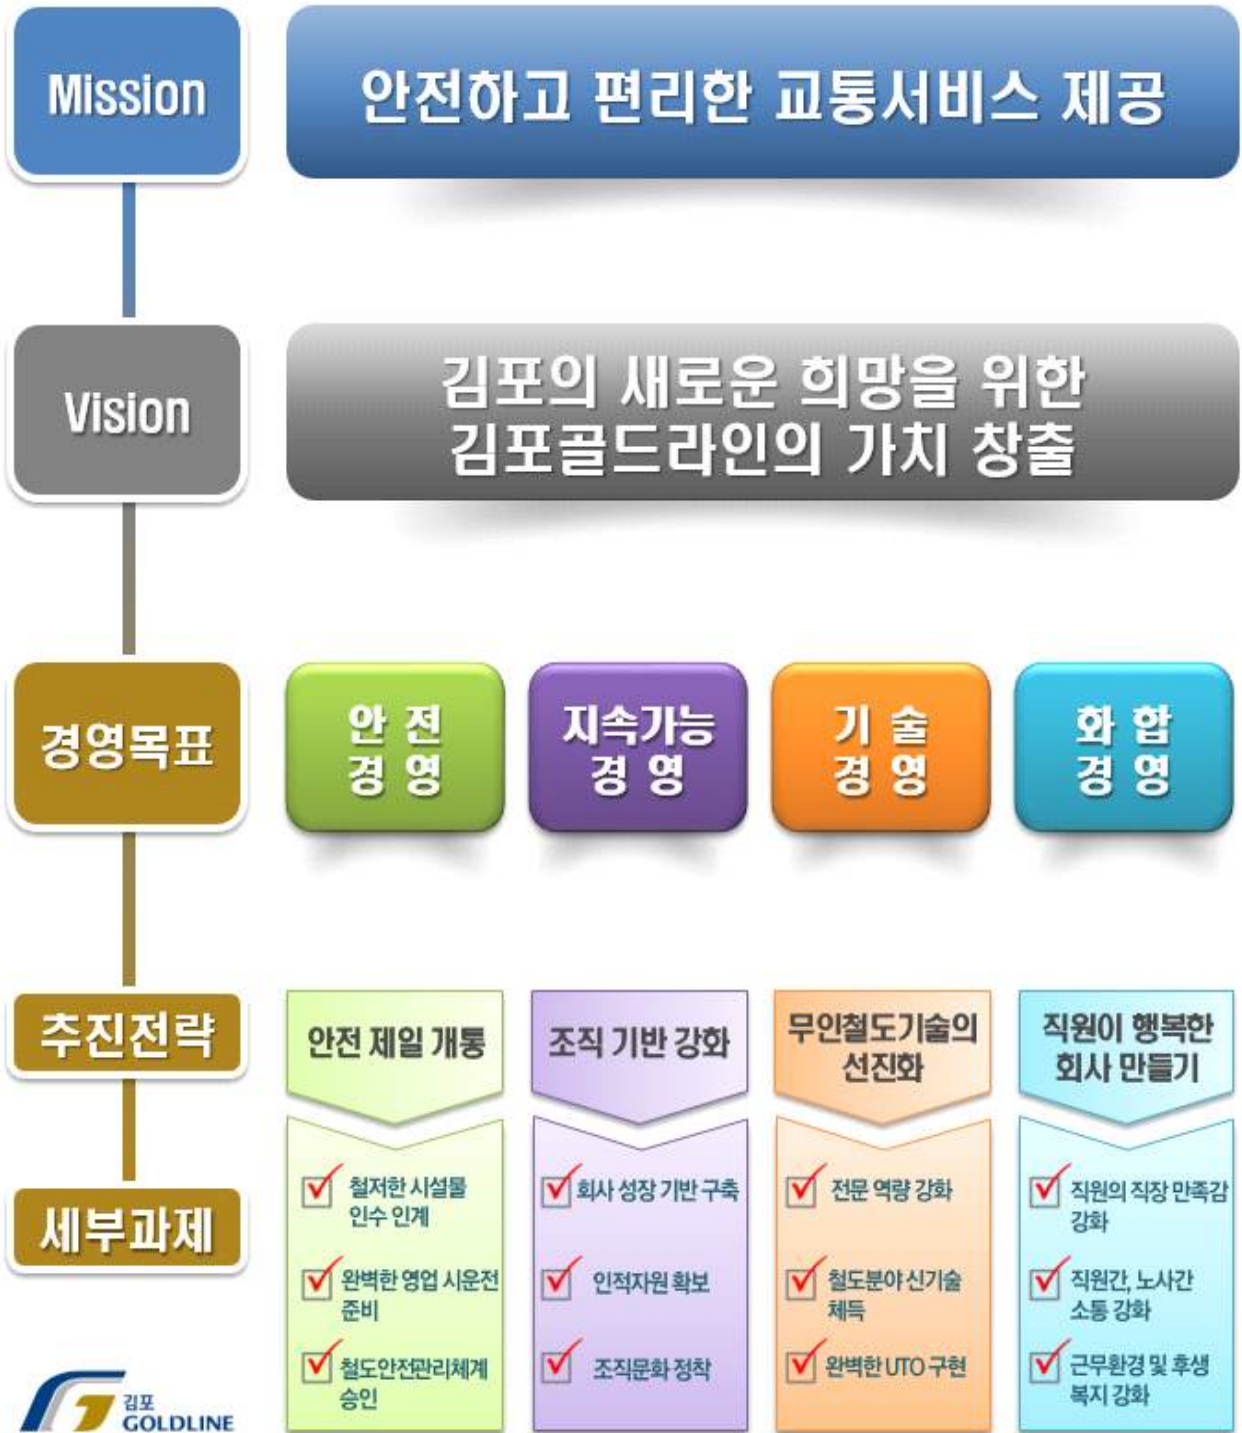 Mission
안전하고 편리한 교통서비스 제공
Vision
김포의 새로운 희망을 위한
김포골드라인의 가치 창출
경영목표
안 전
경 영
지속가능
경 영
기 술
경 영
화 합
경 영
추진전략
안전 제일 개통
조직 기반 강화
무인철도기술의
선진화
직원이 행복한
회사 만들기
세부과제
철저한 시설물
인수 인계
완벽한 영업 시운전
준비
철도안전관리체계
승인
회사 성장 기반 구축
인적자원 확보
조직문화 정착
전문 역량 강화
철도분야 신기술
체득
완벽한 UTO 구현
직원의 직장 만족감
강화
직원간, 노사간
소통 강화
근무환경 및 후생
복지 강화
김포
GOLDLINE